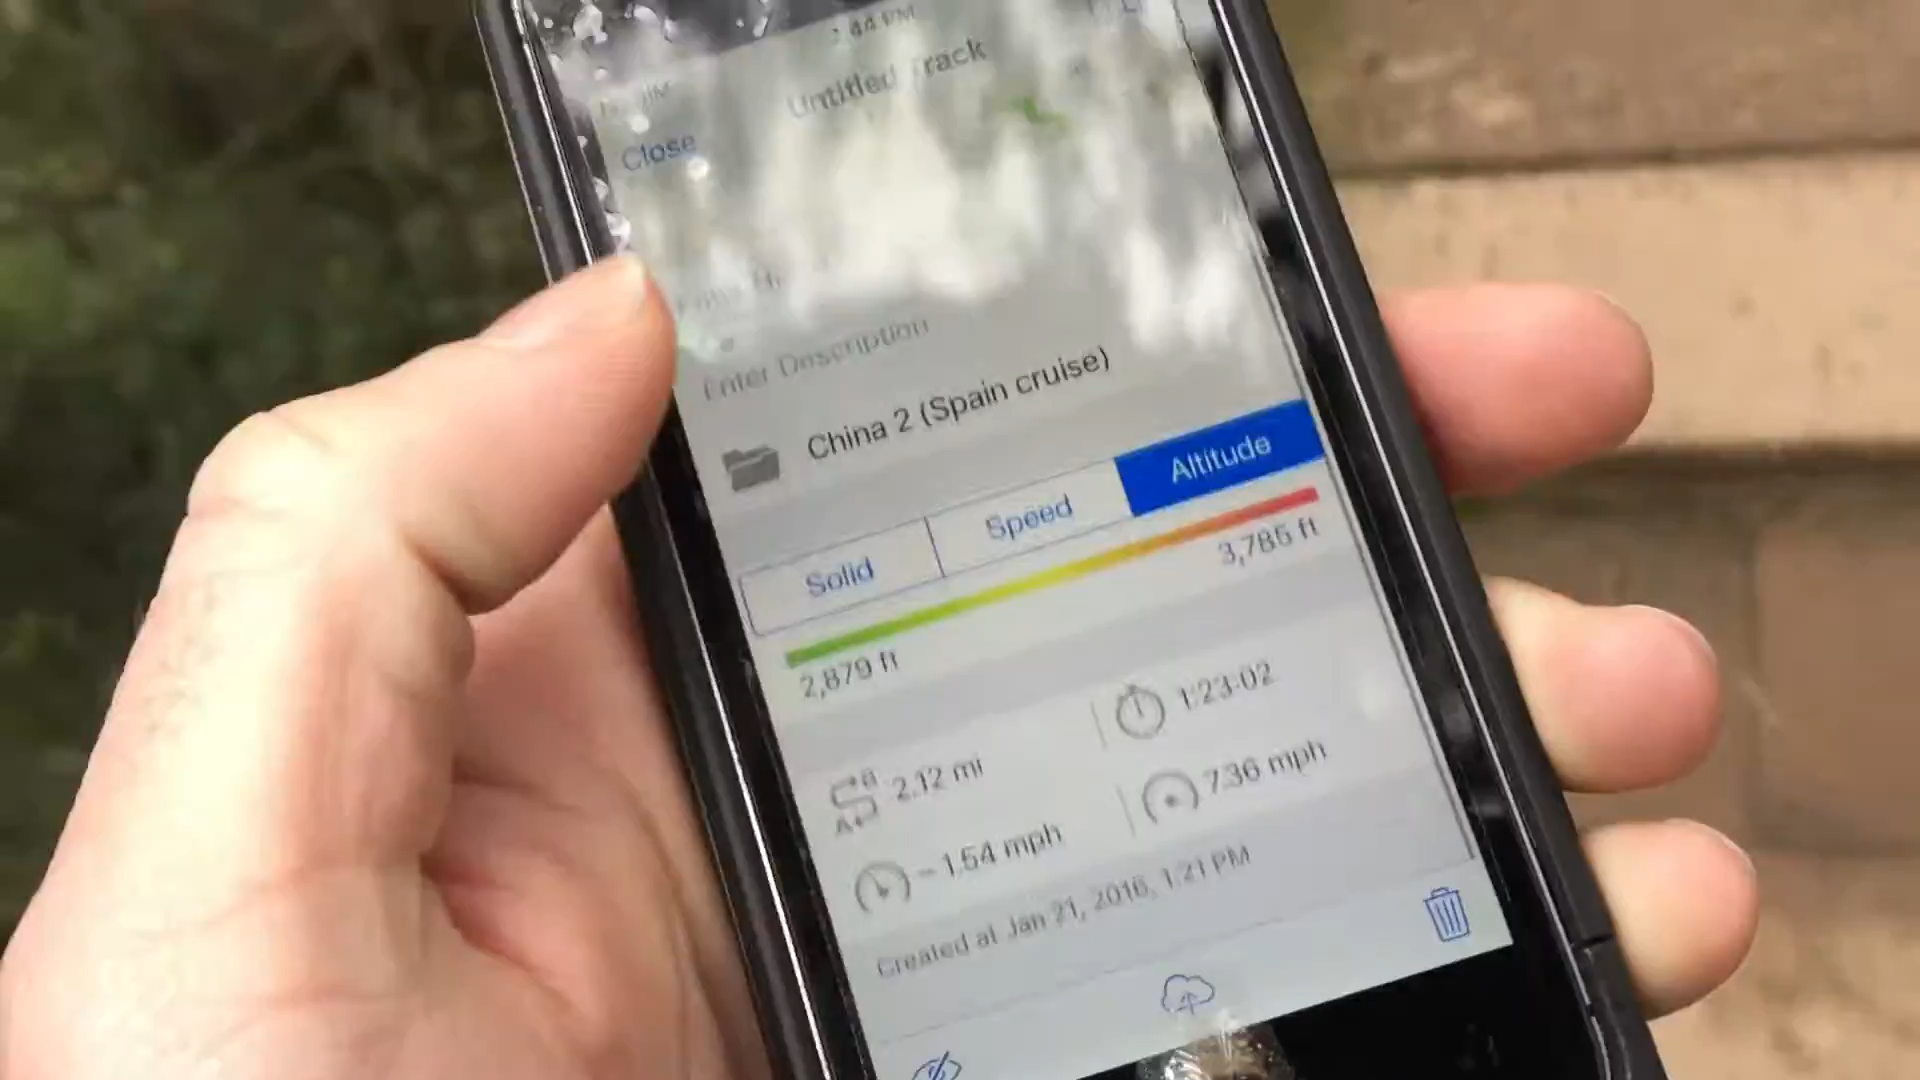 44 PM
Untitled Track
Close
Enter Description
China 2 (Spain cruise)
Solid
Speed
Altitude
2,879 ft
3,785 ft
2.12 mi
1:23:02
~ 1.54 mph
7.36 mph
Created at Jan 21, 2016, 1:21 PM